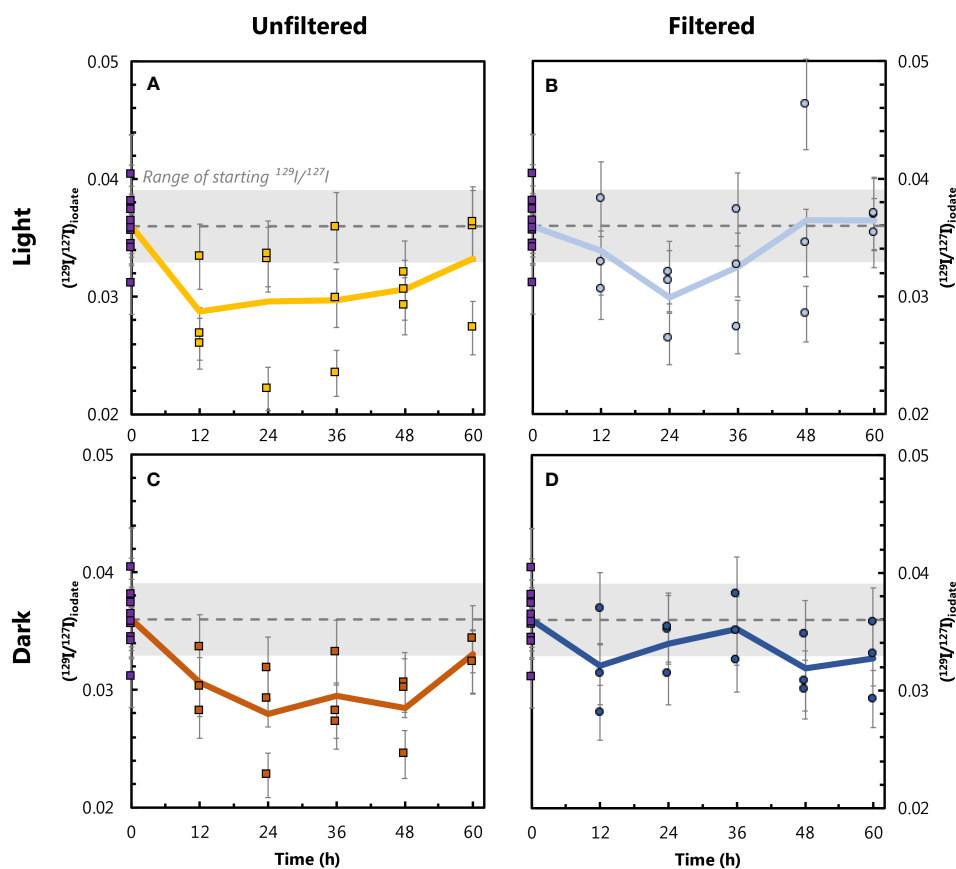 Unfiltered Filtered
Light
(¹²⁹I/¹²⁷I)iodate
0.05
0.04
0.03
0.02
A
Range of starting ¹²⁹I/¹²⁷I
0 12 24 36 48 60
B
0.05
0.04
0.03
0.02
(¹²⁹I/¹²⁷I)iodate
0 12 24 36 48 60
Dark
(¹²⁹I/¹²⁷I)iodate
0.05
0.04
0.03
0.02
C
0 12 24 36 48 60
Time (h)
D
0.05
0.04
0.03
0.02
(¹²⁹I/¹²⁷I)iodate
0 12 24 36 48 60
Time (h)